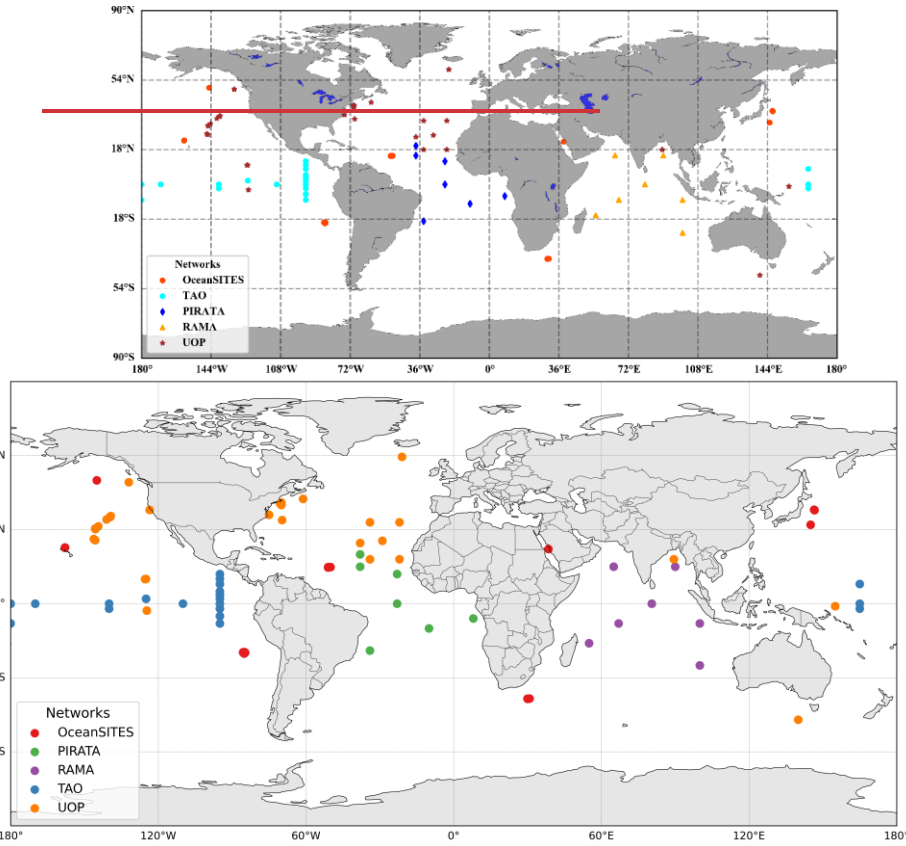 90°N
54°N
18°N
18°S
54°S
90°S
Networks
OceanSITES
TAO
PIRATA
RAMA
UOP
180° 144°W 108°W 72°W 36°W 0° 36°E 72°E 108°E 144°E 180°
N
N
N
°
S
S
Networks
OceanSITES
PIRATA
RAMA
TAO
UOP
180° 120°W 60°W 0° 60°E 120°E 180°